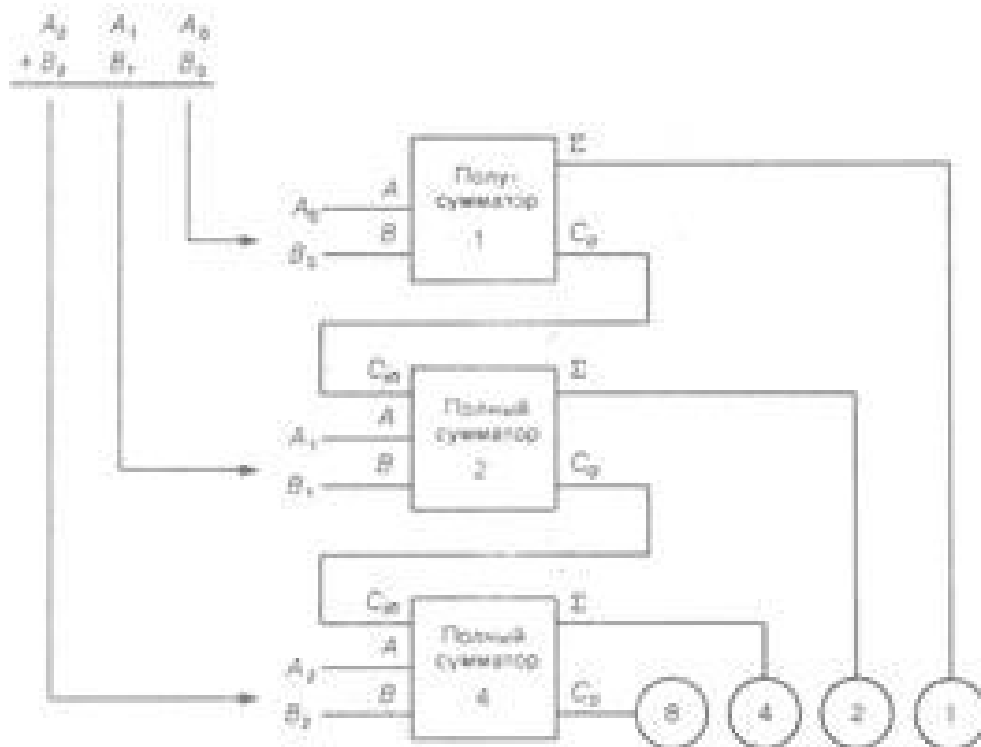 A₂ A₁ A₀
+ B₂ B₁ B₀
Σ
Полу-
A
сумматор
A₀
B
1
C₀
B₀
Cin
Σ
A
Полный
A₁
сумматор
B
2
C₀
B₁
Cin
Σ
A
Полный
A₂
сумматор
B
4
C₀
B₂
8 4 2 1